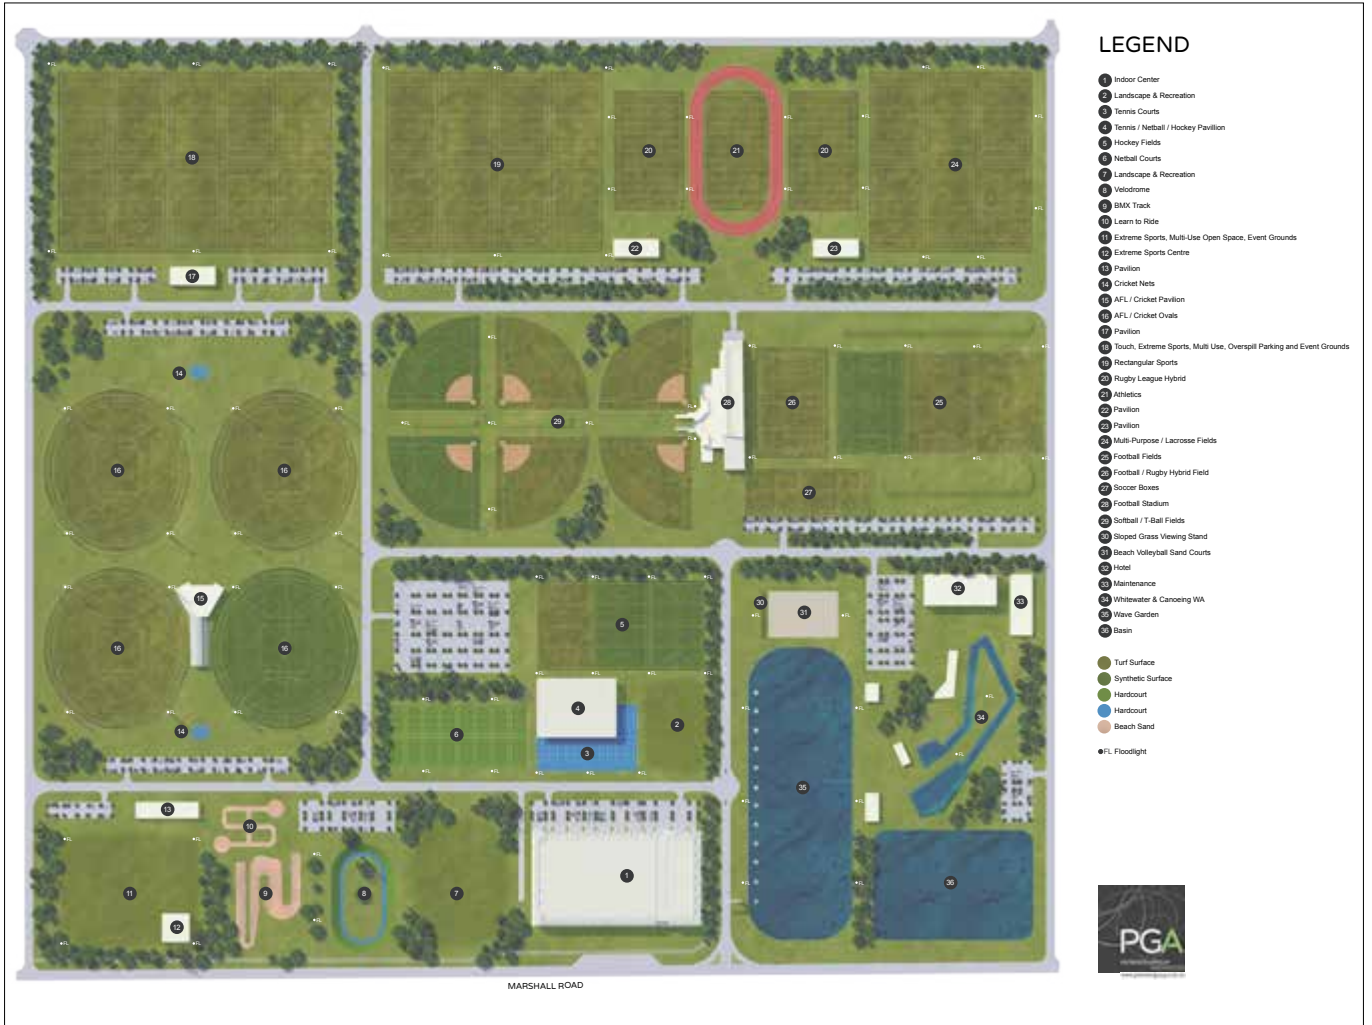 LEGEND
1 Indoor Center
2 Landscape & Recreation
3 Tennis Courts
4 Tennis / Netball / Hockey Pavillion
5 Hockey Fields
6 Netball Courts
7 Landscape & Recreation
8 Velodrome
9 BMX Track
10 Learn to Ride
11 Extreme Sports, Multi-Use Open Space, Event Grounds
12 Extreme Sports Centre
13 Pavilion
14 Cricket Nets
15 AFL / Cricket Pavilion
16 AFL / Cricket Ovals
17 Pavilion
18 Touch, Extreme Sports, Multi Use, Overspill Parking and Event Grounds
19 Rectangular Sports
20 Rugby League Hybrid
21 Athletics
22 Pavilion
23 Pavilion
24 Multi-Purpose / Lacrosse Fields
25 Football Fields
26 Football / Rugby Hybrid Field
27 Soccer Boxes
28 Football Stadium
29 Softball / T-Ball Fields
30 Sloped Grass Viewing Stand
31 Beach Volleyball Sand Courts
32 Hotel
33 Maintenance
34 Whitewater & Canoeing WA
35 Wave Garden
36 Basin
Turf Surface
Synthetic Surface
Hardcourt
Hardcourt
Beach Sand
FL Floodlight
PGA
MARSHALL ROAD